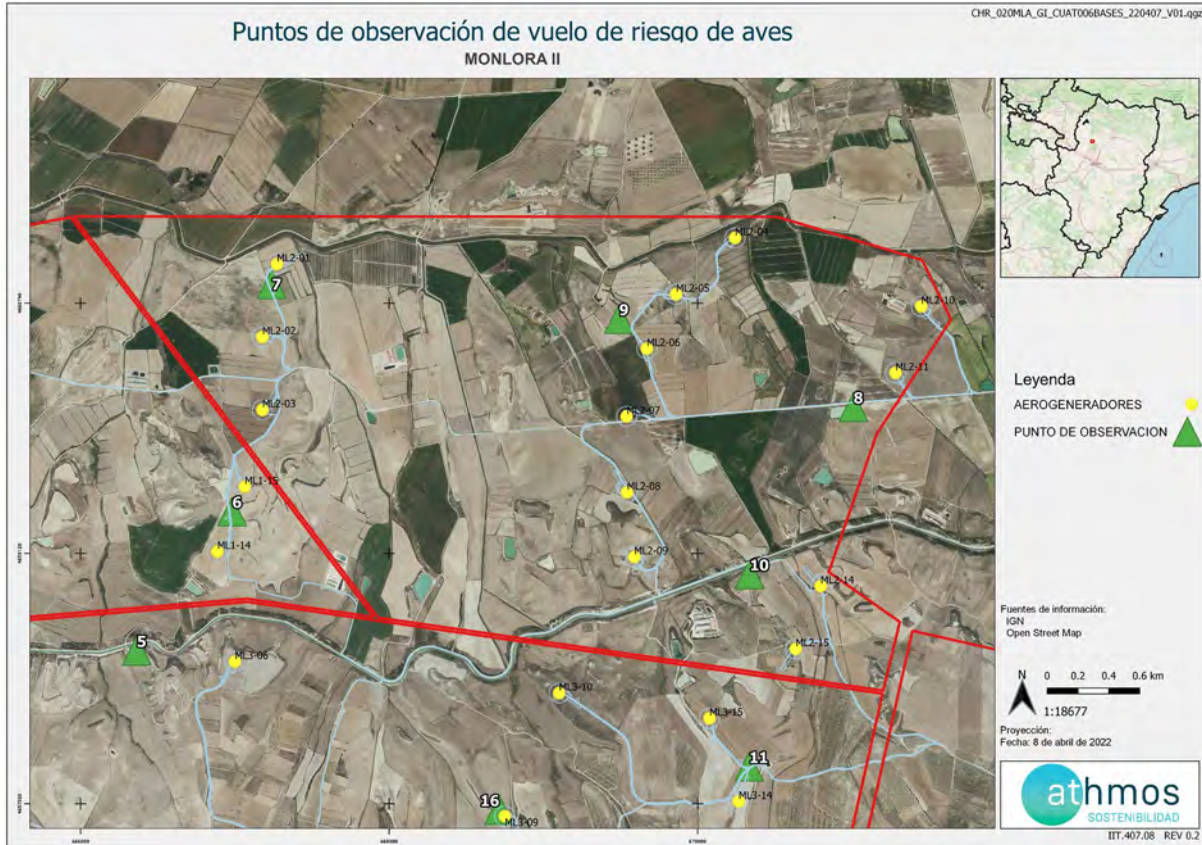 CHR_020MLA_GI_CUAT006BASES_220407_V01.qgz
Puntos de observación de vuelo de riesgo de aves
MONLORA II
ML2-04
ML2-01
7
ML2-05
ML2-10
9
ML2-02
ML2-06
ML2-11
8
ML2-03
ML2-07
ML1-15
ML2-08
6
ML1-14
ML2-09
10
ML2-14
5
ML2-15
ML3-06
ML3-10
ML3-15
11
ML3-14
16
ML3-09
Leyenda
AEROGENERADORES
PUNTO DE OBSERVACION
Fuentes de información:
IGN
Open Street Map
N
0 0.2 0.4 0.6 km
1:18677
Proyección:
Fecha: 8 de abril de 2022
athmos
SOSTENIBILIDAD
IIT.407.08 REV 0.2